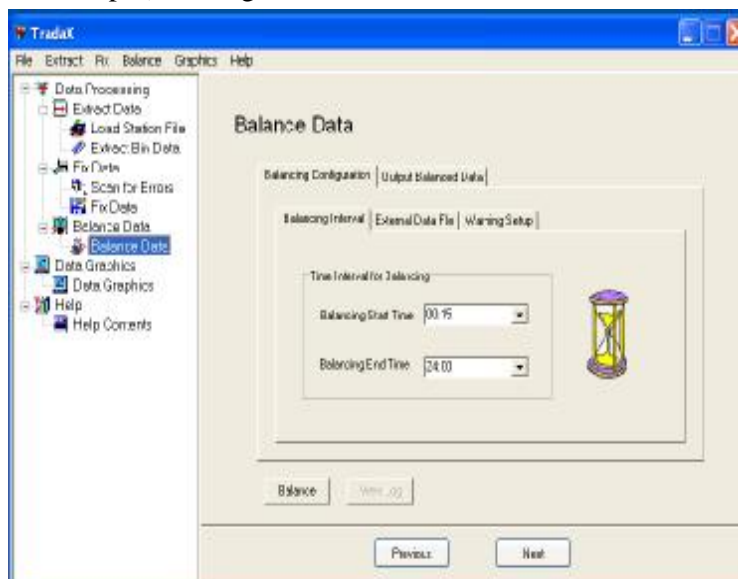 TradaX
File Extract Fix Balance Graphics Help
Data Processing
Extract Data
Load Station File
Extract Bin Data
Fix Data
Scan for Errors
Fix Data
Balance Data
Balance Data
Data Graphics
Data Graphics
Help
Help Contents
Balance Data
Balancing Configuration Output Balanced Data
Balancing Interval External Data File Warning Setup
Time Interval for Balancing
Balancing Start Time 00:15
Balancing End Time 24:00
Balance View Log
Previous Next